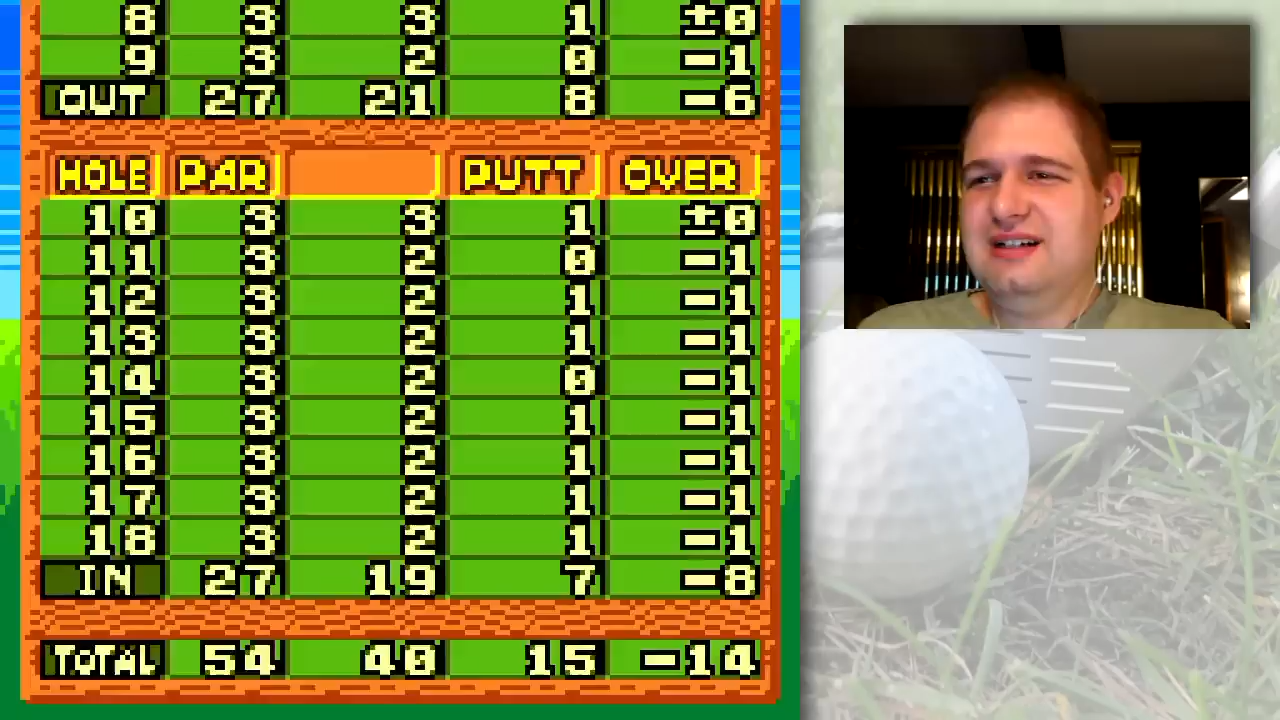 8 3 3 1 ±0
9 3 2 0 -1
OUT 27 21 8 -6
HOLE PAR PUTT OVER
10 3 3 1 ±0
11 3 2 0 -1
12 3 2 1 -1
13 3 2 1 -1
14 3 2 0 -1
15 3 2 1 -1
16 3 2 1 -1
17 3 2 1 -1
18 3 2 1 -1
IN 27 19 7 -8
TOTAL 54 40 15 -14